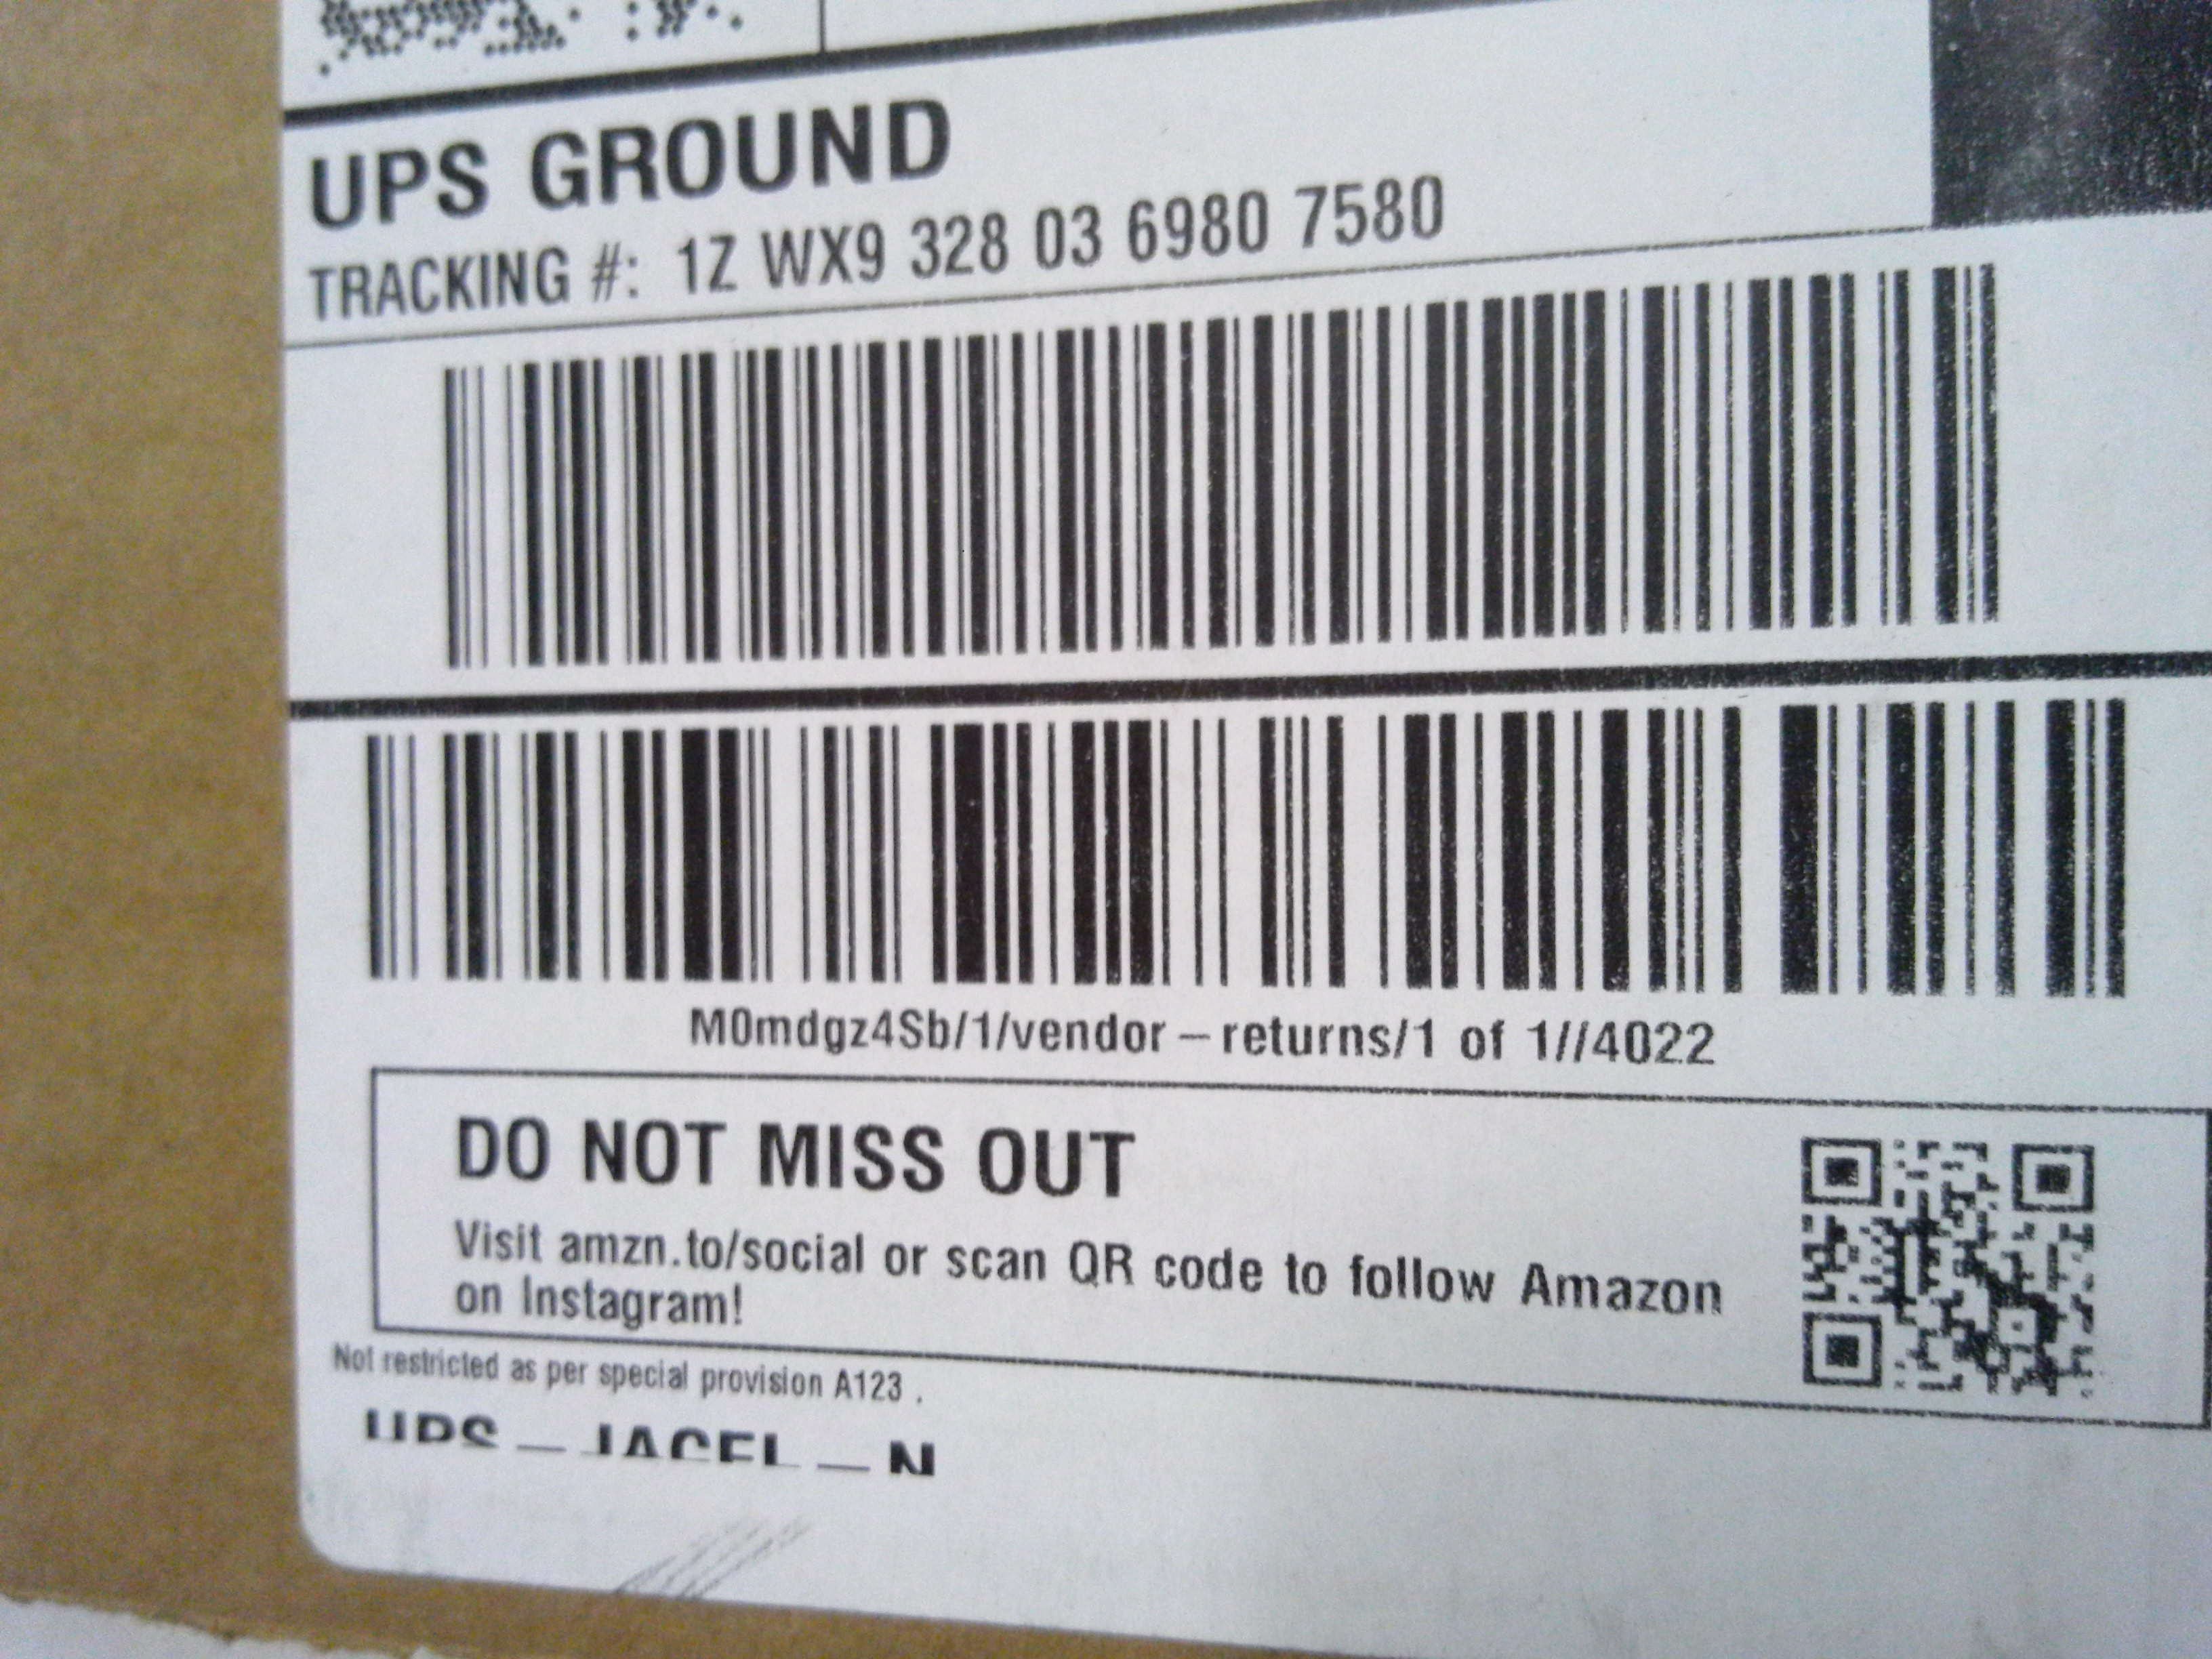 UPS GROUND
TRACKING #: 1Z WX9 328 03 6980 7580
M0mdgz4Sb/1/vendor – returns/1 of 1//4022
DO NOT MISS OUT
Visit amzn.to/social or scan QR code to follow Amazon
on Instagram!
Not restricted as per special provision A123 .
UPS –
– N